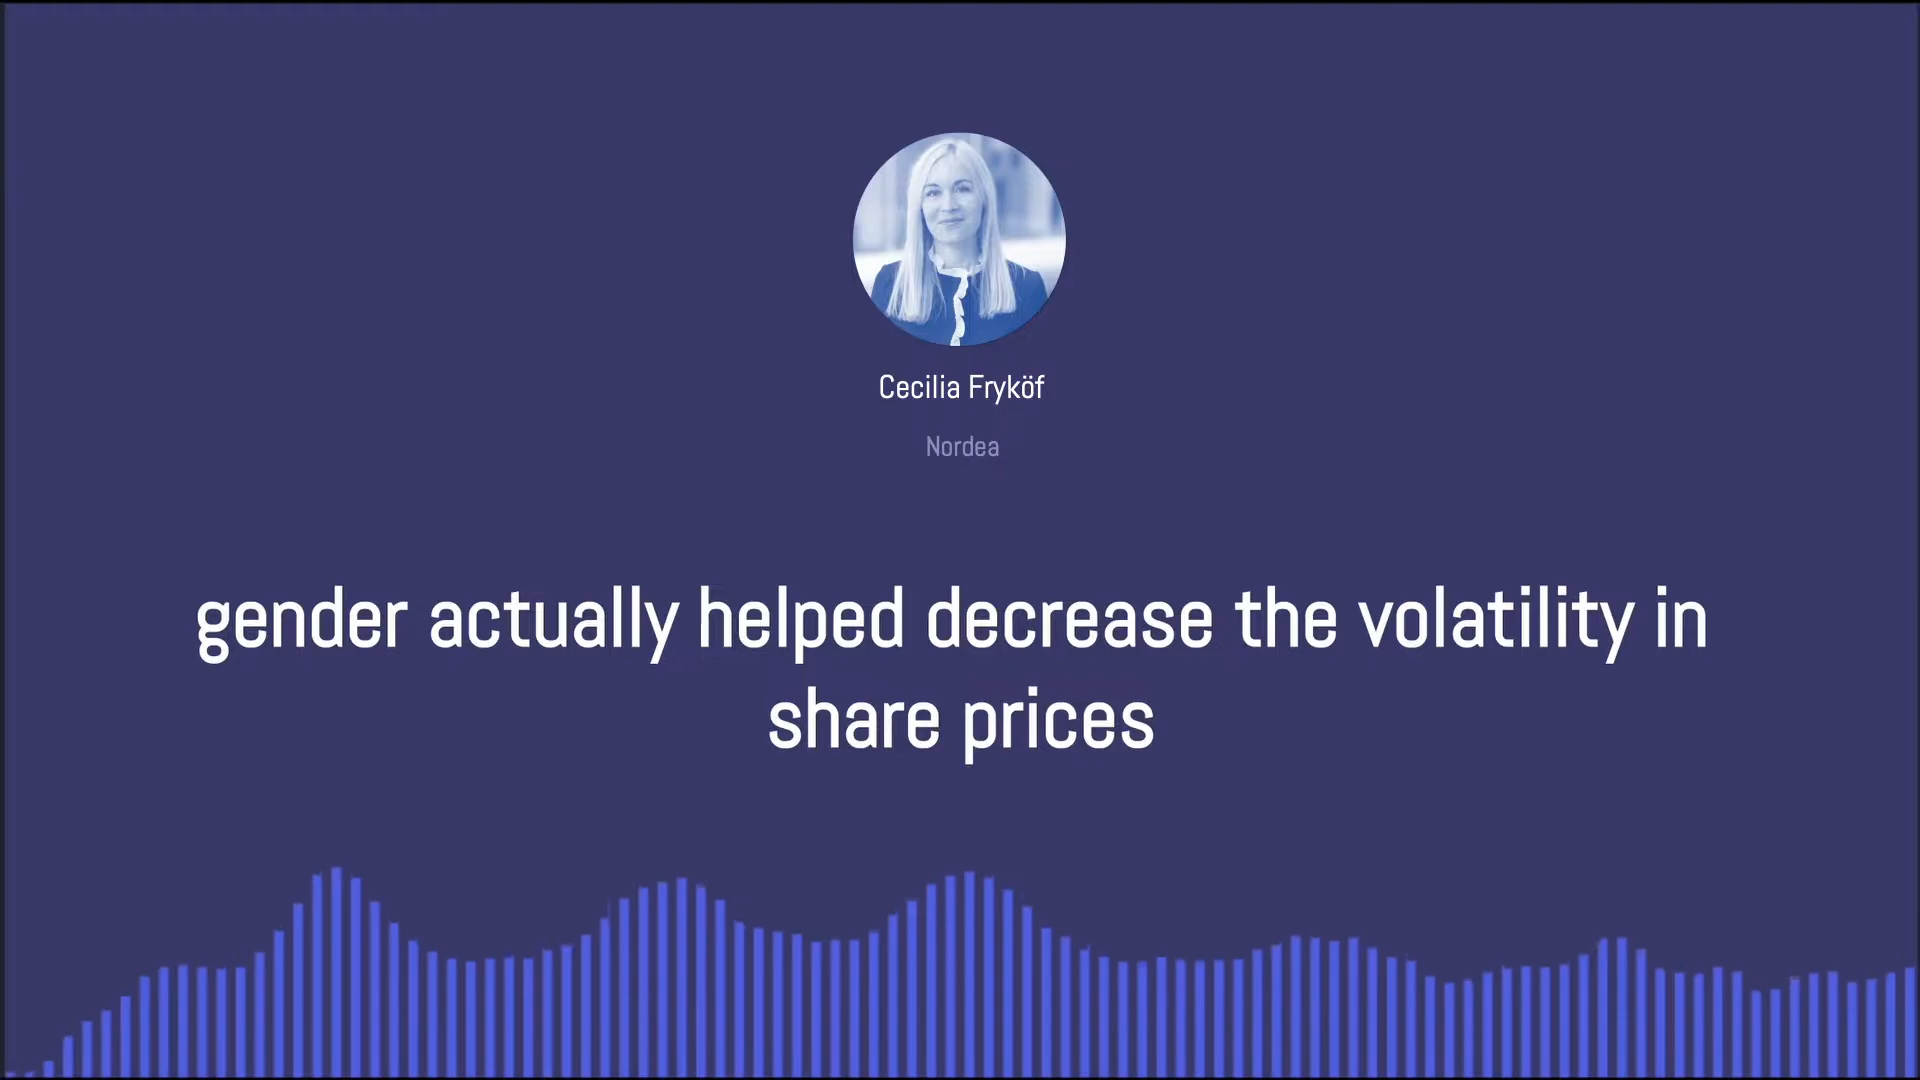 Cecilia Fryköf
Nordea
gender actually helped decrease the volatility in
share prices